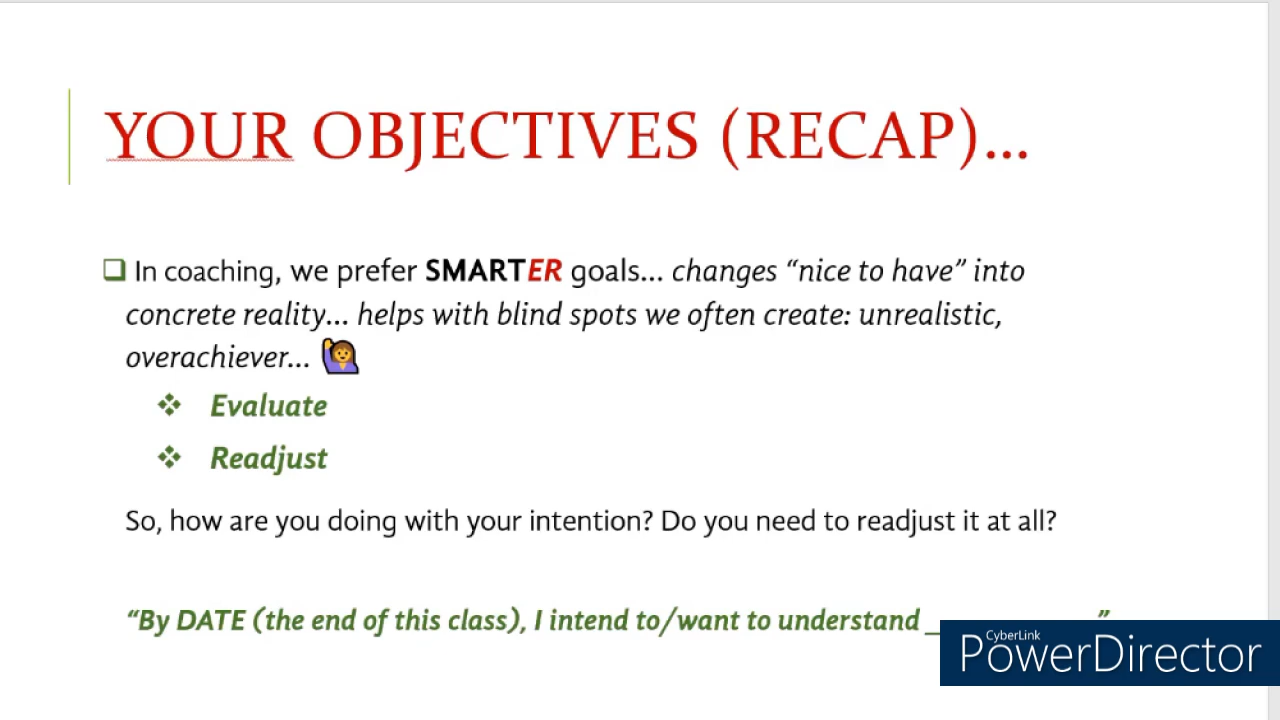 YOUR OBJECTIVES (RECAP)...
In coaching, we prefer SMARTER goals... changes “nice to have” into
concrete reality... helps with blind spots we often create: unrealistic,
overachiever...
Evaluate
Readjust
So, how are you doing with your intention? Do you need to readjust it at all?
“By DATE (the end of this class), I intend to/want to understand _ ”
CyberLink
PowerDirector